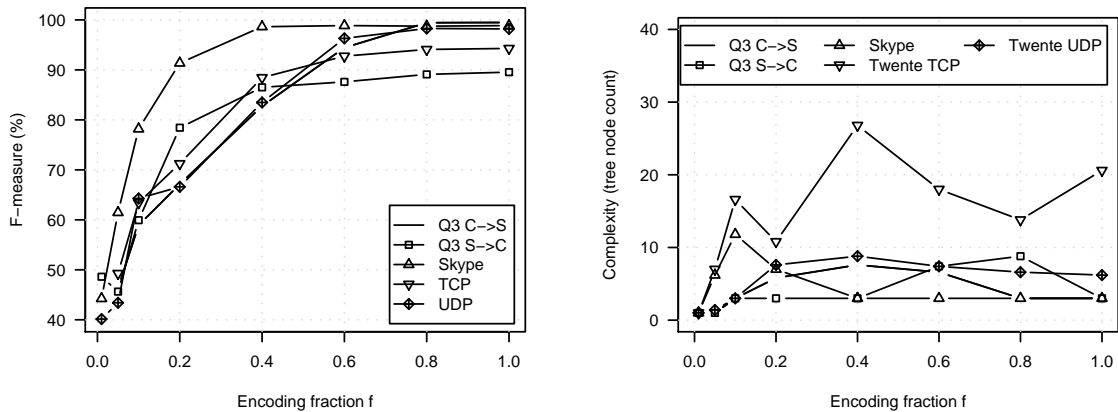 100
90
80
70
60
50
40
F−measure (%)
Q3 C−>S
Q3 S−>C
Skype
TCP
UDP
0.0 0.2 0.4 0.6 0.8 1.0
Encoding fraction f
40
30
20
10
0
Complexity (tree node count)
Q3 C−>S Skype Twente UDP
Q3 S−>C Twente TCP
0.0 0.2 0.4 0.6 0.8 1.0
Encoding fraction f